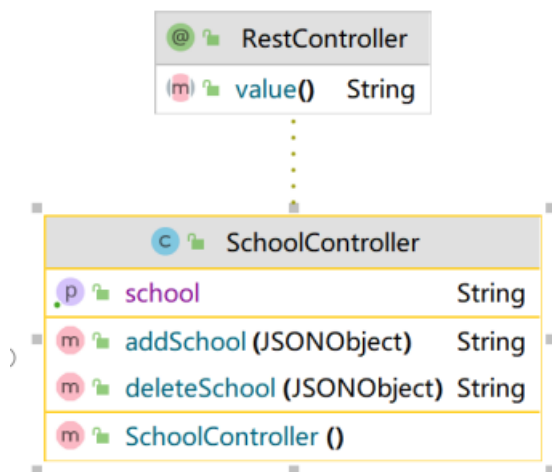 @ RestController
(m) value() String
C SchoolController
p school String
m addSchool (JSONObject) String
m deleteSchool (JSONObject) String
m SchoolController ()
)